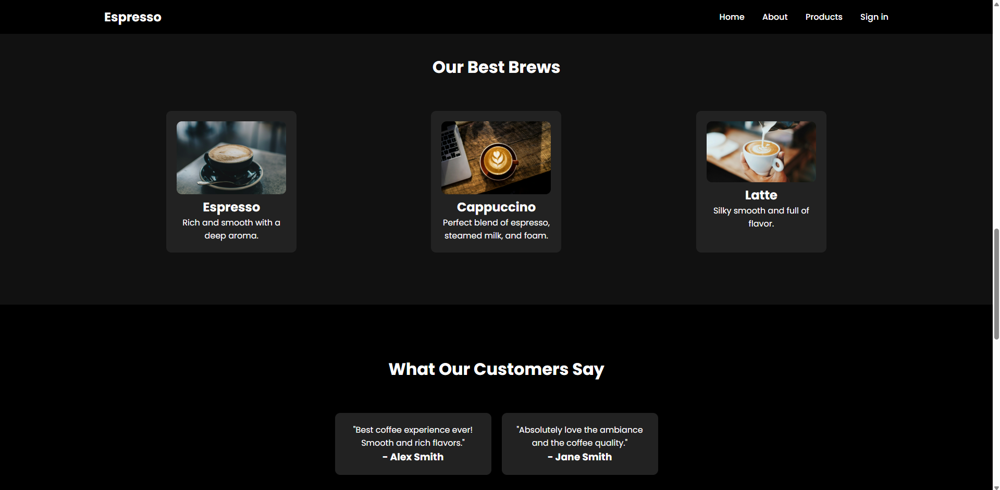 Espresso
Home
About
Products
Sign in
Our Best Brews
Espresso
Rich and smooth with a
deep aroma.
Cappuccino
Perfect blend of espresso,
steamed milk, and foam.
Latte
Silky smooth and full of
flavor.
What Our Customers Say
"Best coffee experience ever!
Smooth and rich flavors."
- Alex Smith
"Absolutely love the ambiance
and the coffee quality."
- Jane Smith